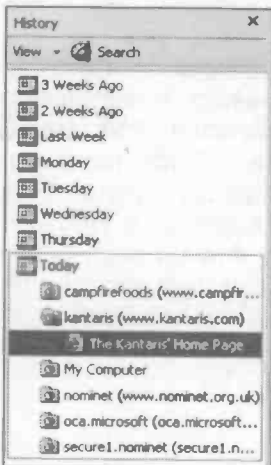 History
View Search
3 Weeks Ago
2 Weeks Ago
Last Week
Monday
Tuesday
Wednesday
Thursday
Today
campfirefoods (www.campfir...
kantaris (www.kantaris.com)
The Kantaris' Home Page
My Computer
nominet (www.nominet.org.uk)
oca.microsoft (oca.microsoft...
secure1.nominet (secure1.n...